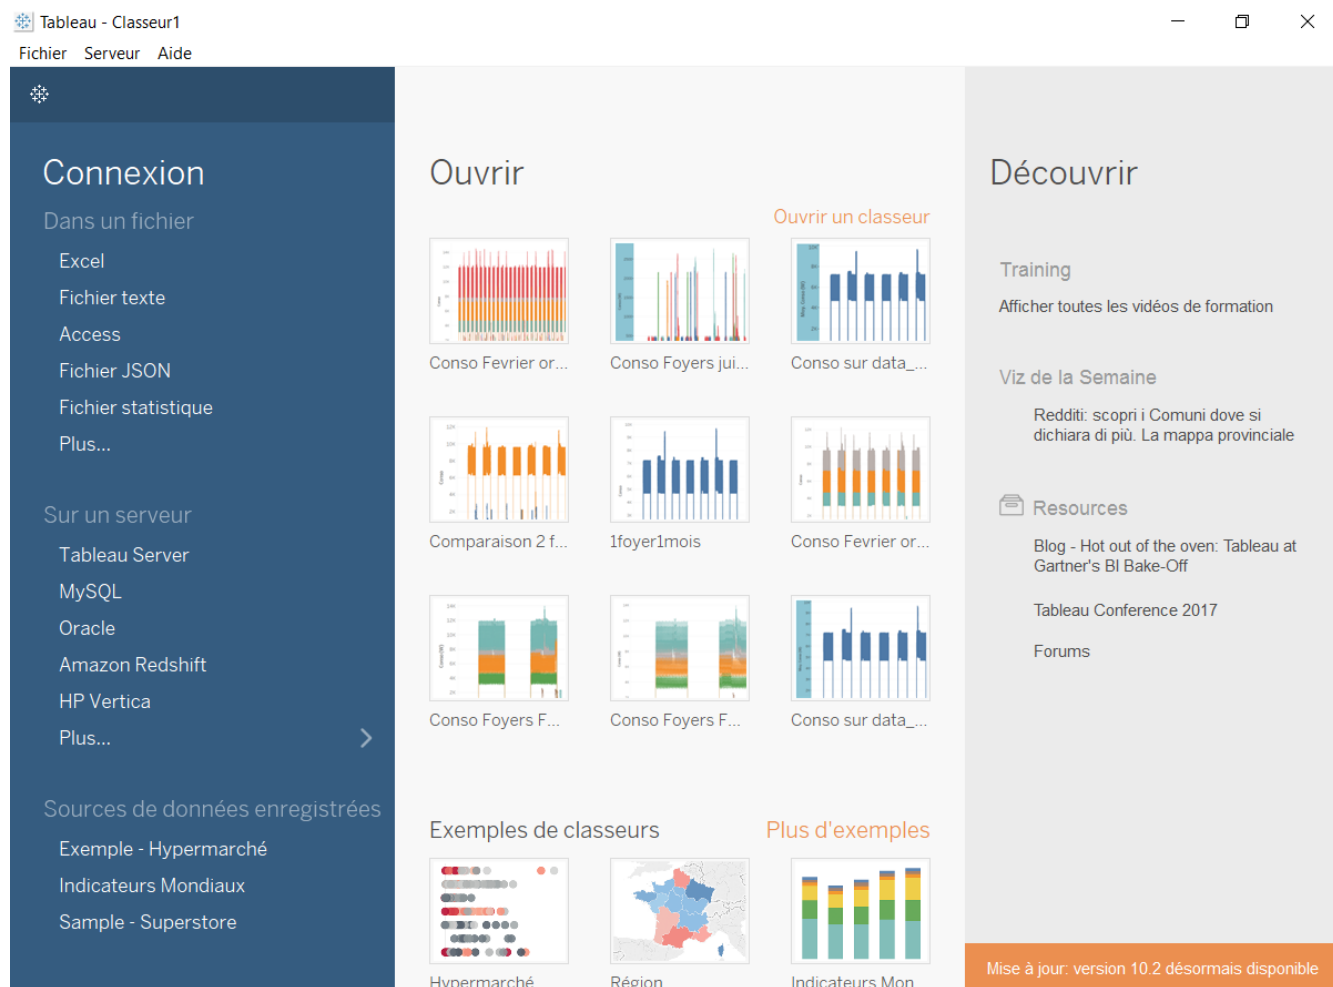 Tableau - Classeur1
Fichier Serveur Aide
Connexion
Dans un fichier
Excel
Fichier texte
Access
Fichier JSON
Fichier statistique
Plus...
Sur un serveur
Tableau Server
MySQL
Oracle
Amazon Redshift
HP Vertica
Plus...
Sources de données enregistrées
Exemple - Hypermarché
Indicateurs Mondiaux
Sample - Superstore
Ouvrir
Ouvrir un classeur
Conso Fevrier or...
Conso Foyers jui...
Conso sur data_...
Comparaison 2 f...
1foyer1mois
Conso Fevrier or...
Conso Foyers F...
Conso Foyers F...
Conso sur data_...
Exemples de classeurs
Plus d'exemples
Hypermarché
Région
Indicateurs Mon...
Découvrir
Training
Afficher toutes les vidéos de formation
Viz de la Semaine
Redditi: scopri i Comuni dove si
dichiara di più. La mappa provinciale
Resources
Blog - Hot out of the oven: Tableau at
Gartner's BI Bake-Off
Tableau Conference 2017
Forums
Mise à jour: version 10.2 désormais disponible